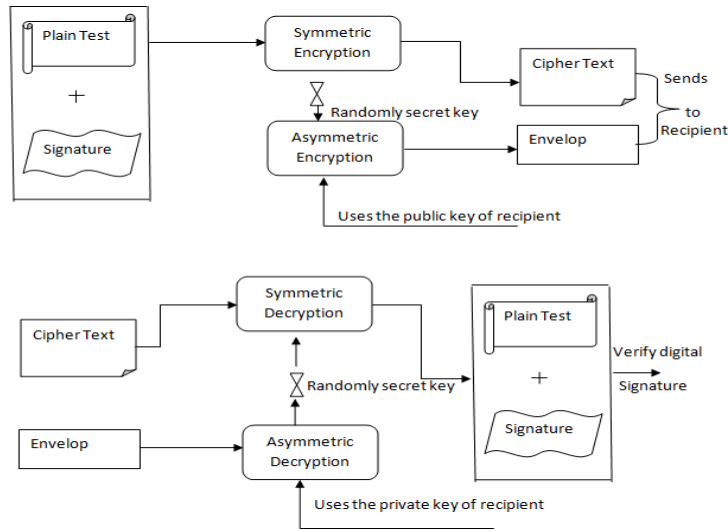 Plain Test
+
Signature
Symmetric
Encryption
Randomly secret key
Asymmetric
Encryption
Uses the public key of recipient
Cipher Text
Envelop
Sends
to
Recipient
Cipher Text
Envelop
Symmetric
Decryption
Randomly secret key
Asymmetric
Decryption
Uses the private key of recipient
Plain Test
+
Signature
Verify digital
Signature